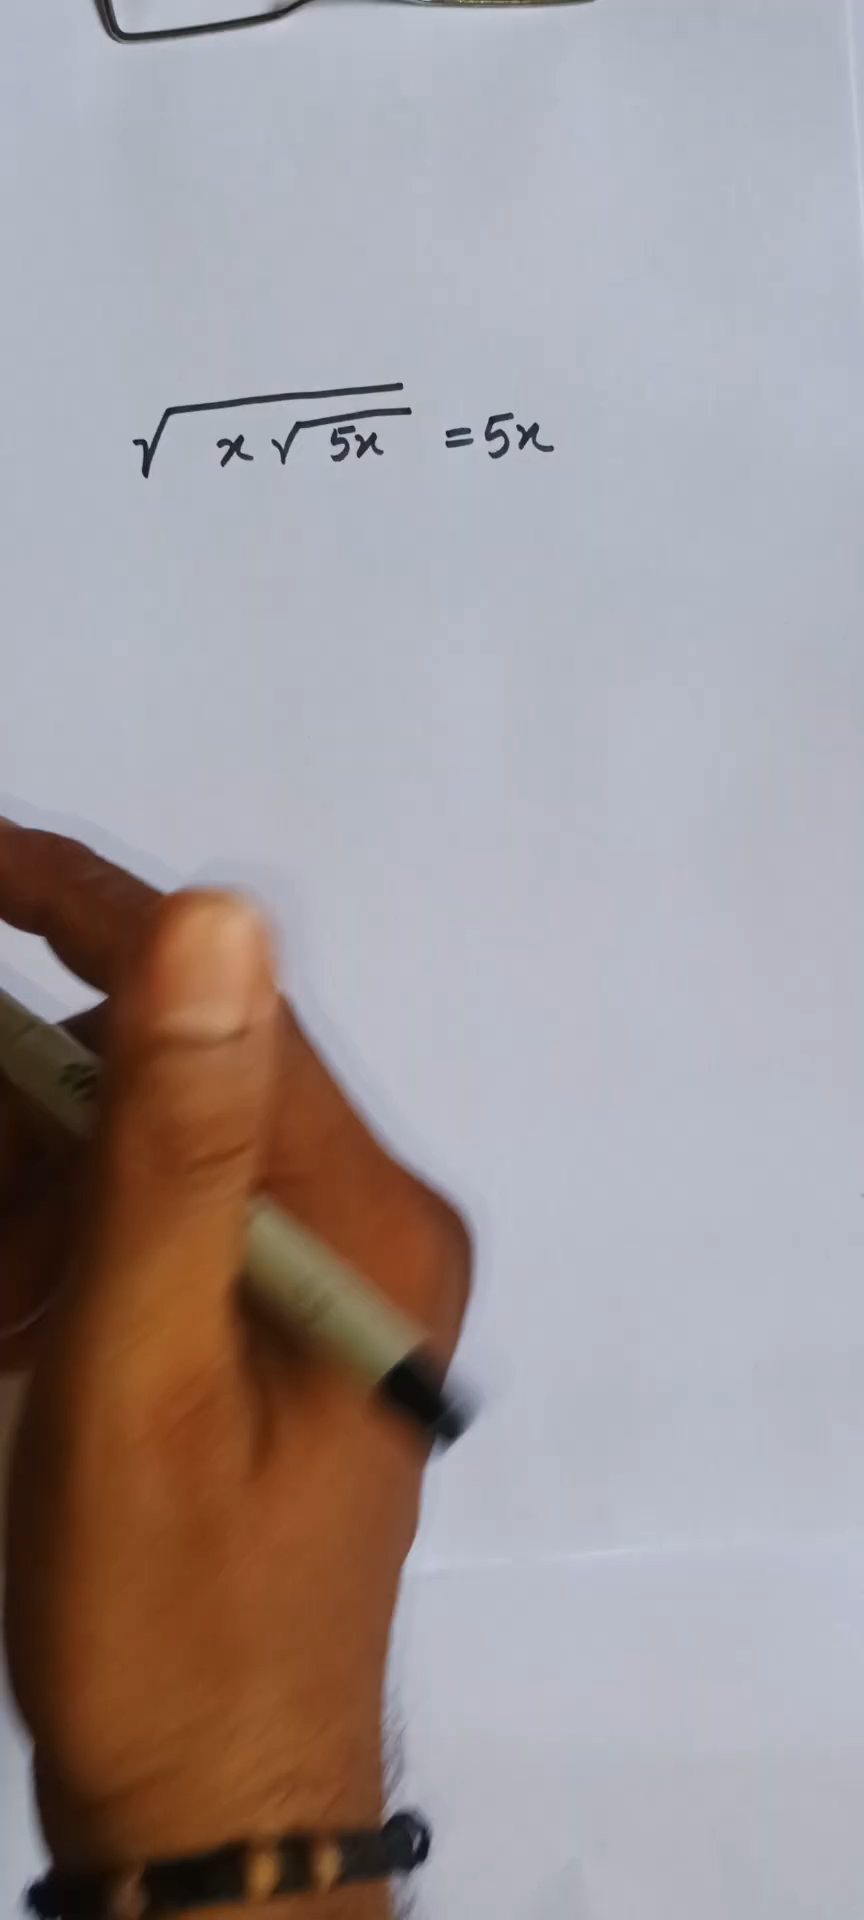 √(x√(5x)) = 5x